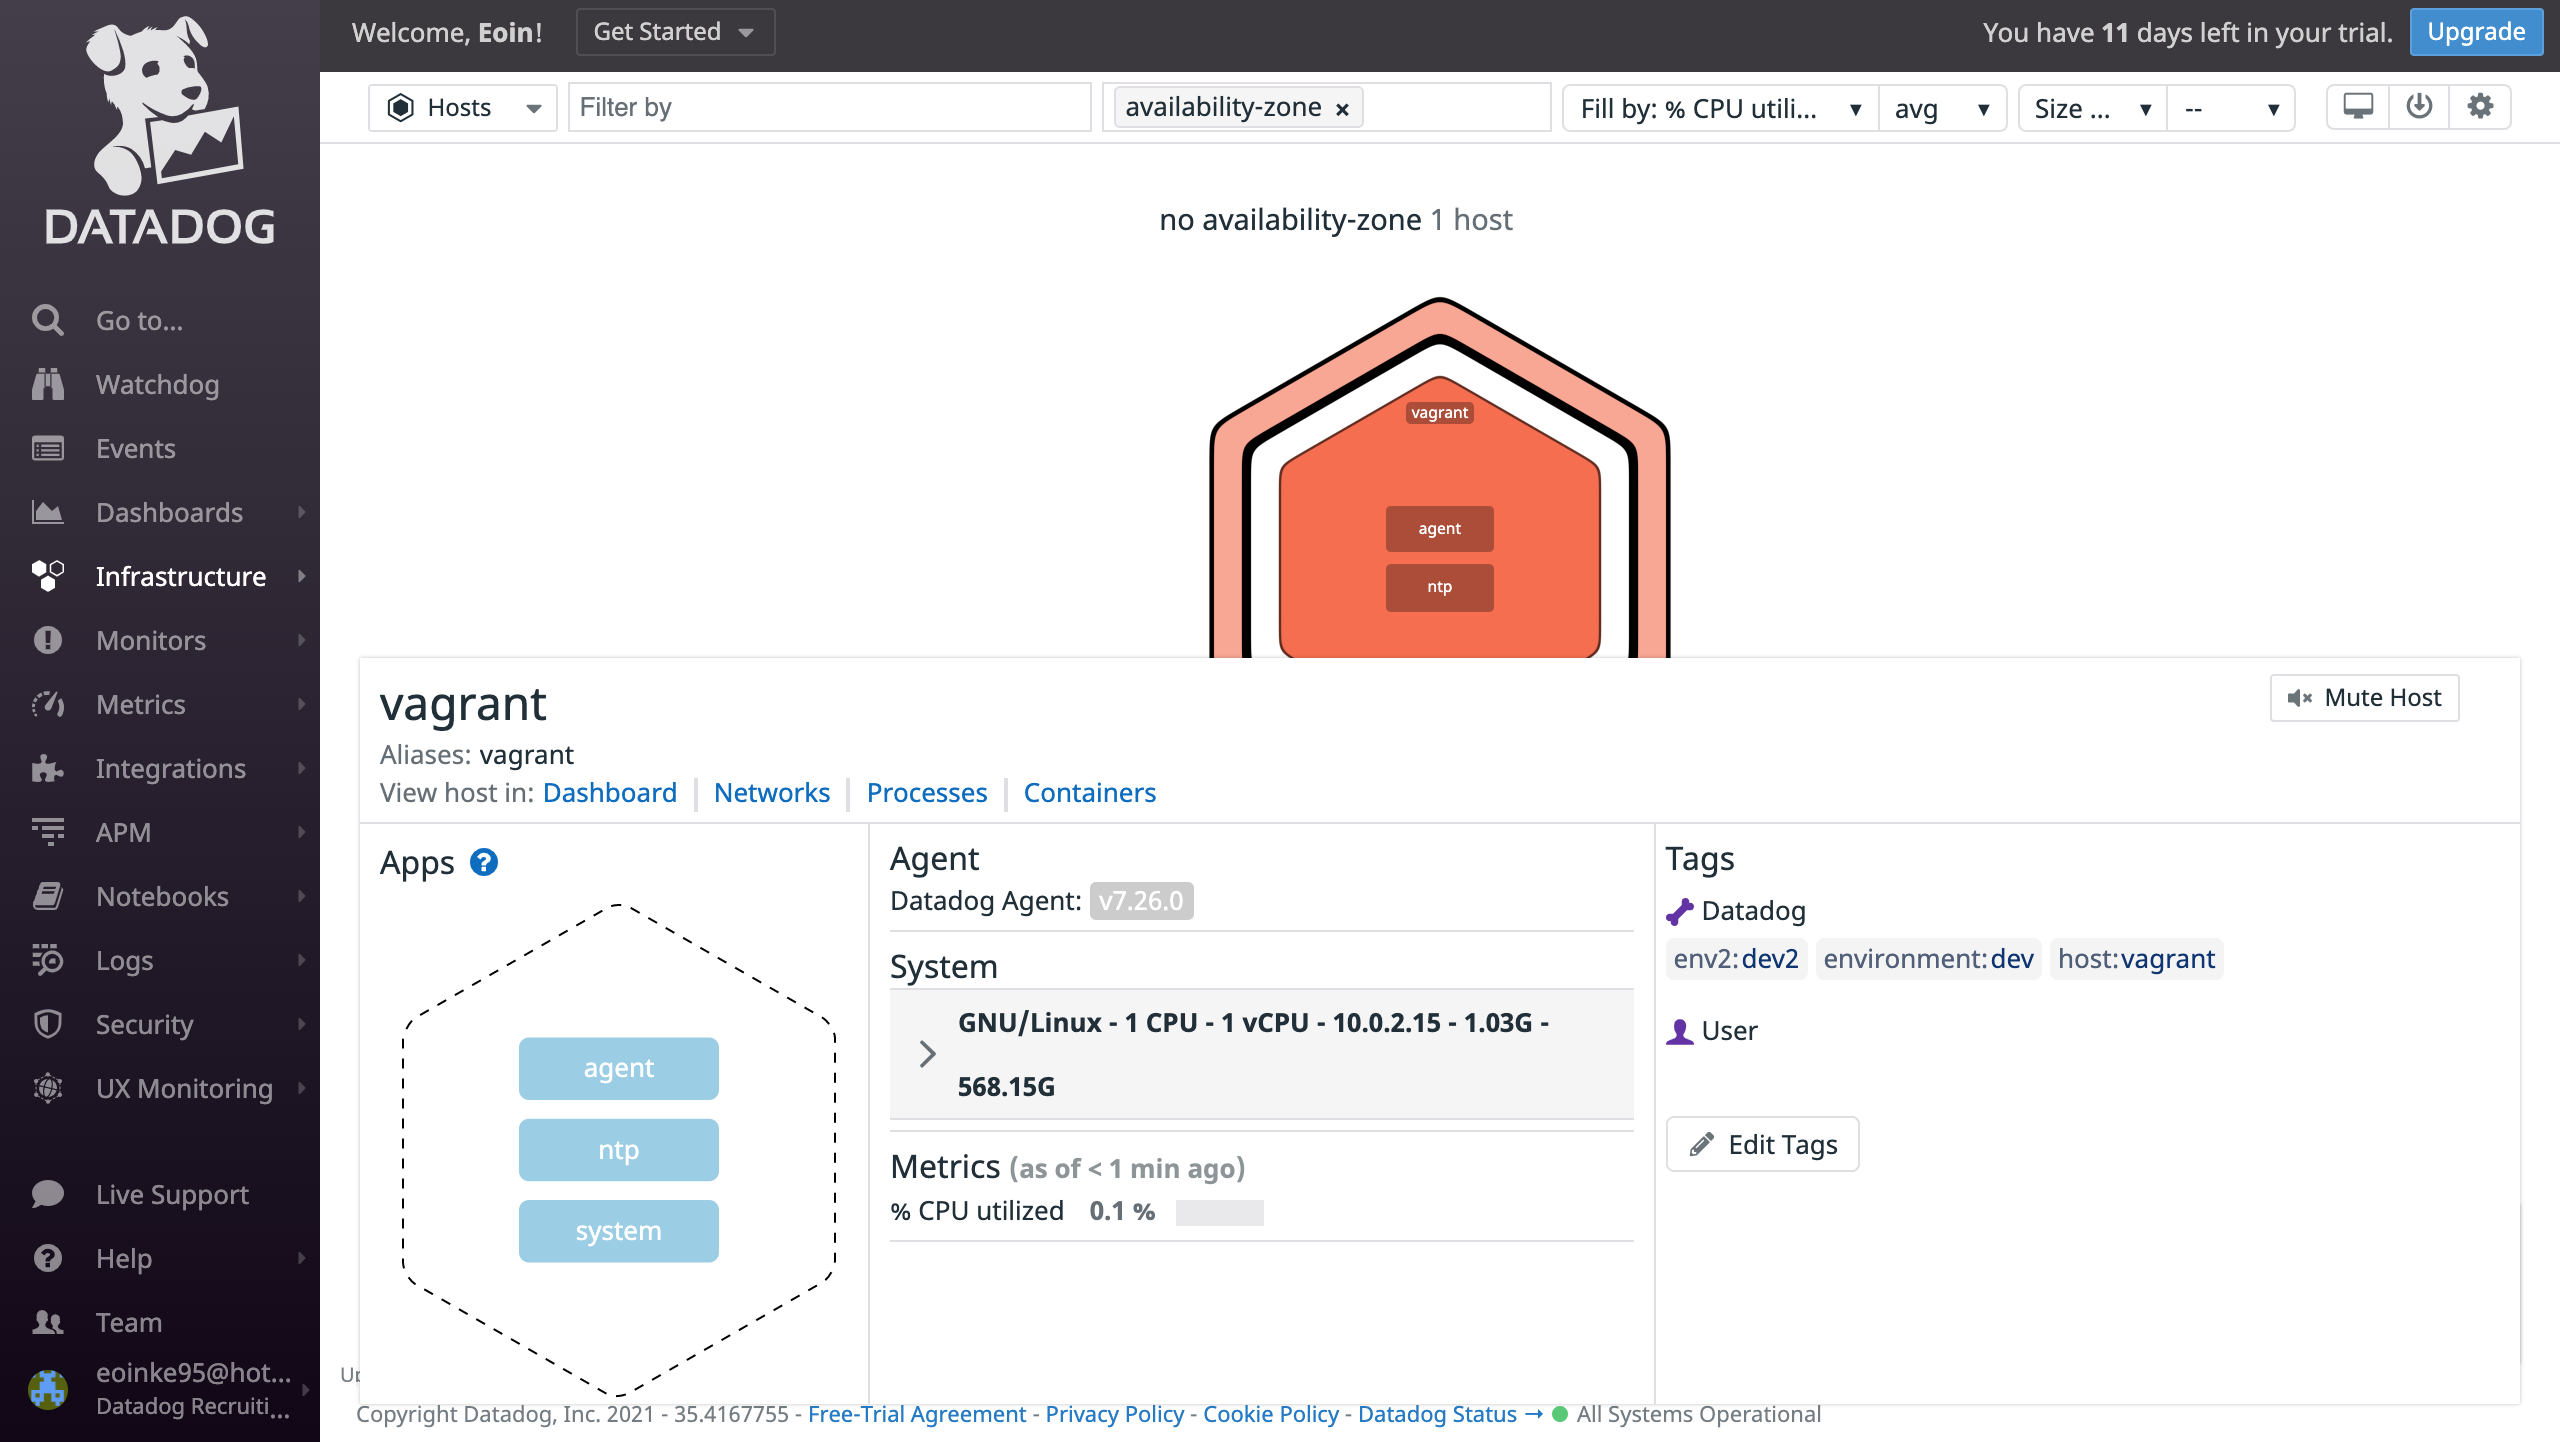 Welcome, Eoin!
Get Started
You have 11 days left in your trial.
Upgrade
DATADOG
Hosts
Filter by
availability-zone ×
Fill by: % CPU utili...
avg
Size ...
--
Go to...
Watchdog
Events
Dashboards
Infrastructure
Monitors
Metrics
Integrations
APM
Notebooks
Logs
Security
UX Monitoring
Live Support
Help
Team
eoinke95@hot...
Datadog Recruiti...
no availability-zone 1 host
vagrant
agent
ntp
vagrant
Mute Host
Aliases: vagrant
View host in: Dashboard | Networks | Processes | Containers
Apps ?
agent
ntp
system
Agent
Datadog Agent: v7.26.0
System
GNU/Linux - 1 CPU - 1 vCPU - 10.0.2.15 - 1.03G -
568.15G
Metrics (as of < 1 min ago)
% CPU utilized 0.1 %
Tags
Datadog
env2:dev2 environment:dev host:vagrant
User
Edit Tags
Copyright Datadog, Inc. 2021 - 35.4167755 - Free-Trial Agreement - Privacy Policy - Cookie Policy - Datadog Status → All Systems Operational